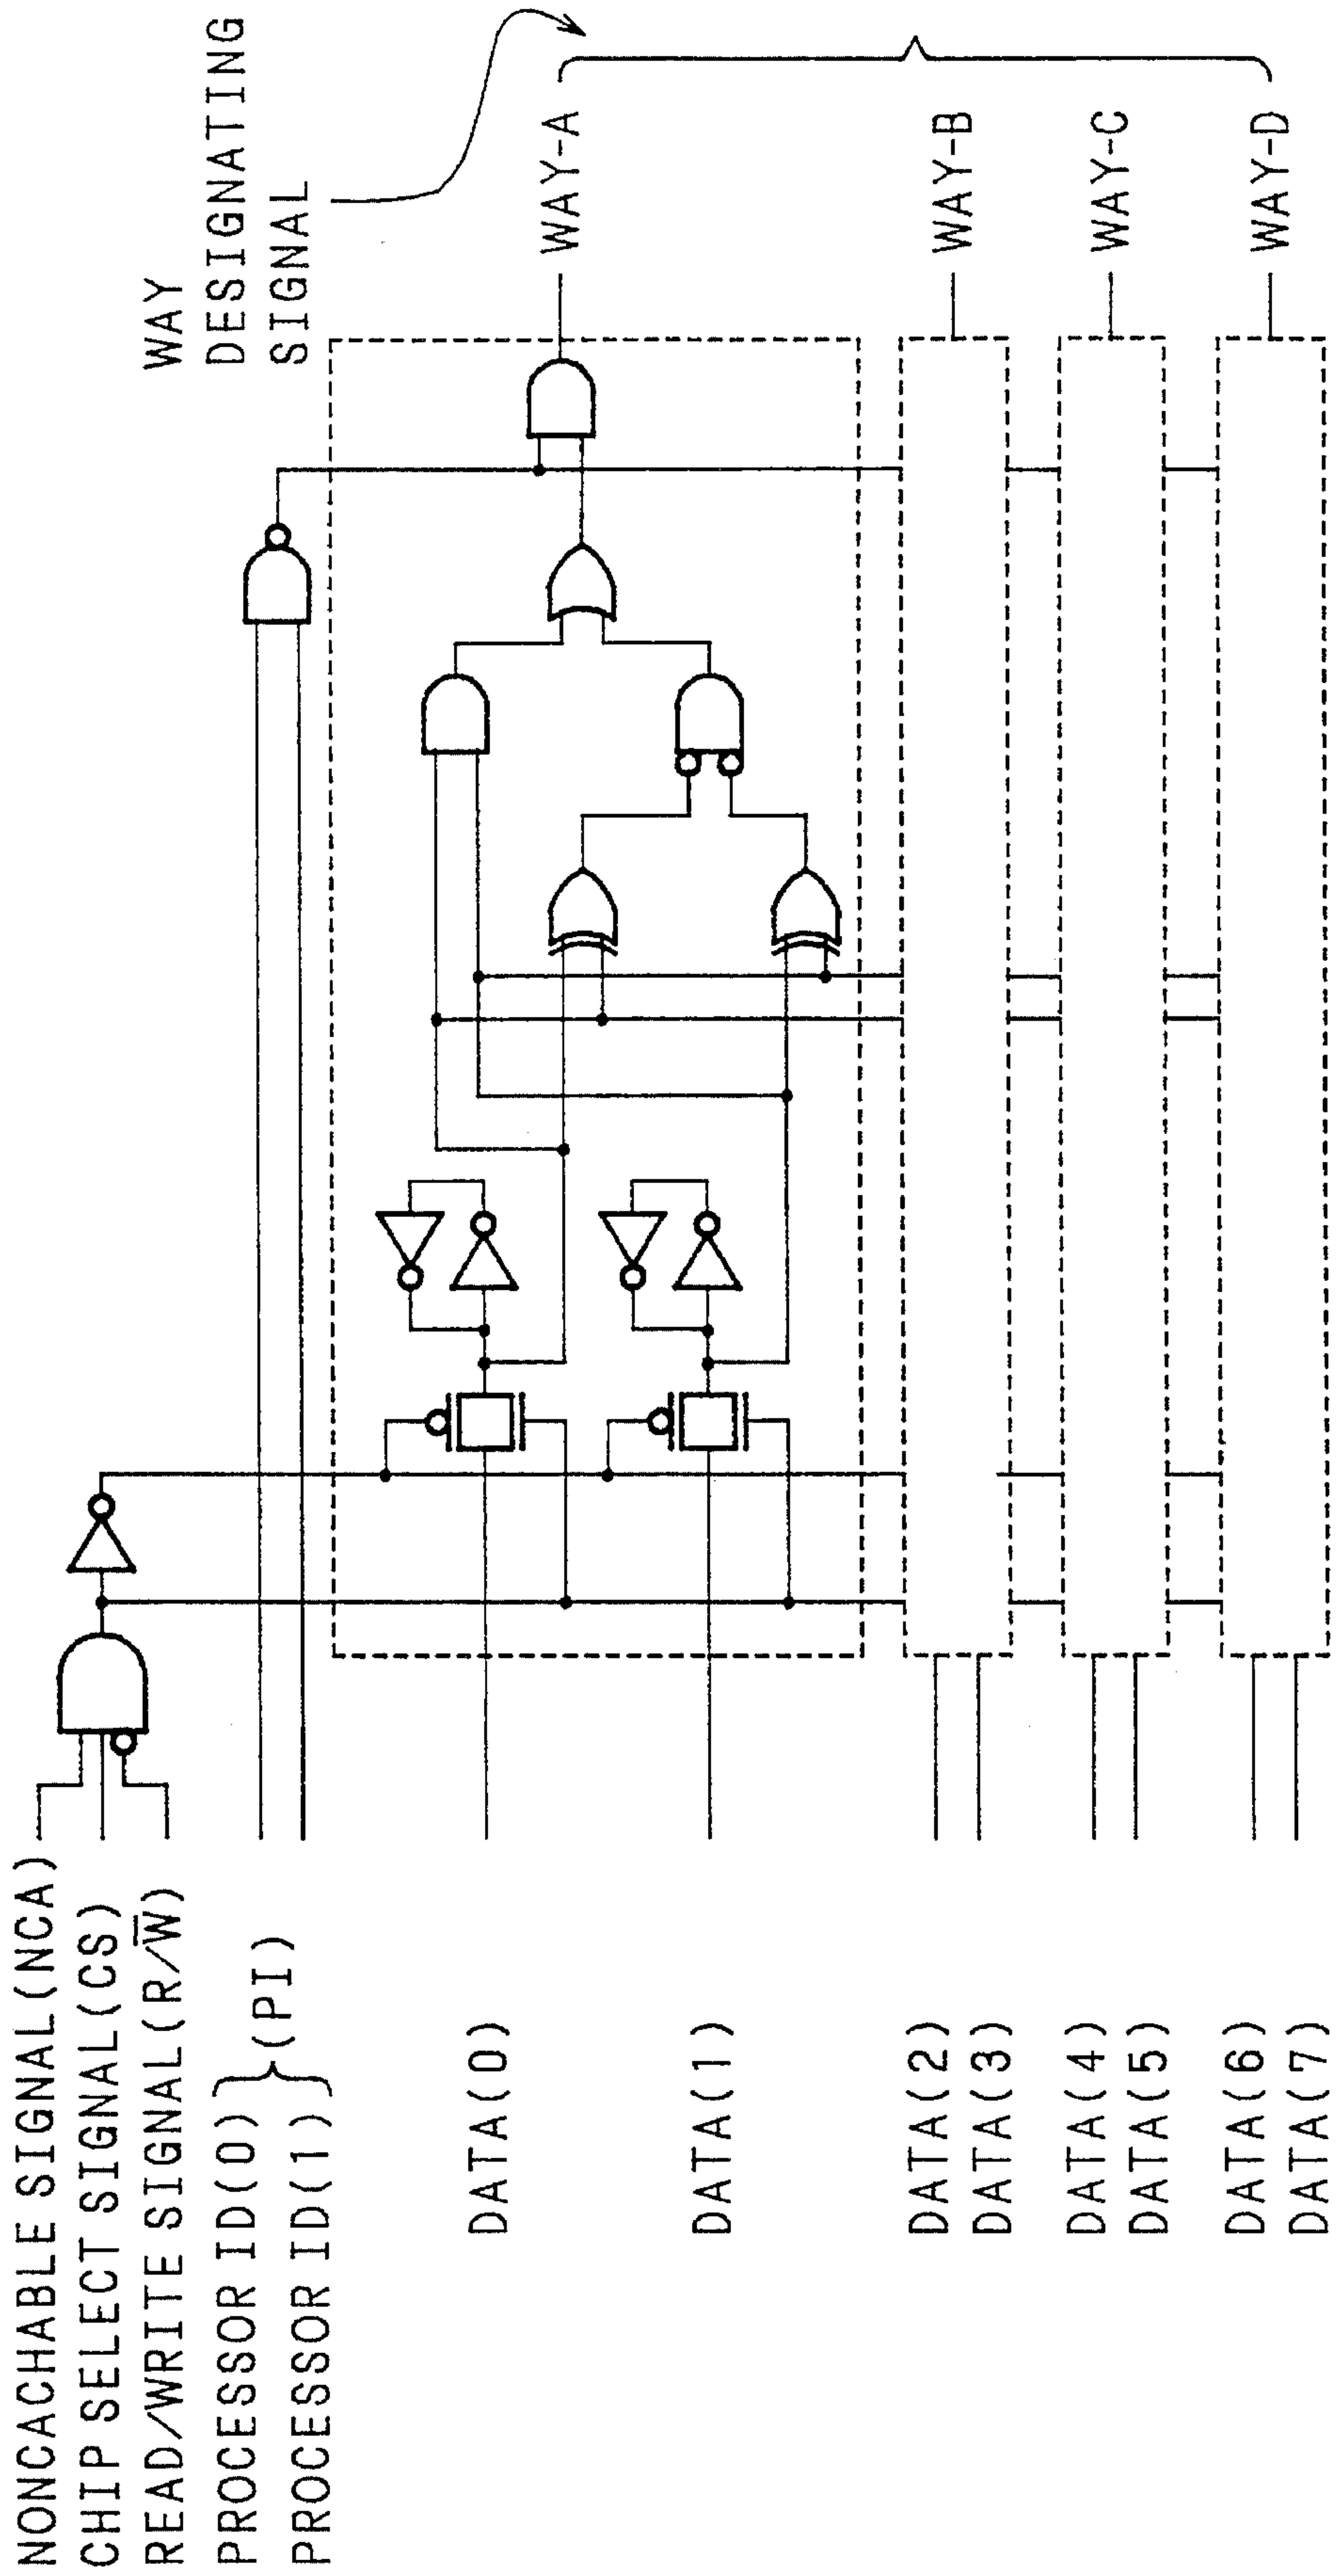 NONCACHABLE SIGNAL(NCA)
CHIP SELECT SIGNAL(CS)
READ/WRITE SIGNAL(R/W̅)
PROCESSOR ID(0)
PROCESSOR ID(1)
(PI)
DATA(0)
DATA(1)
DATA(2)
DATA(3)
DATA(4)
DATA(5)
DATA(6)
DATA(7)
WAY
DESIGNATING
SIGNAL
WAY-A
WAY-B
WAY-C
WAY-D